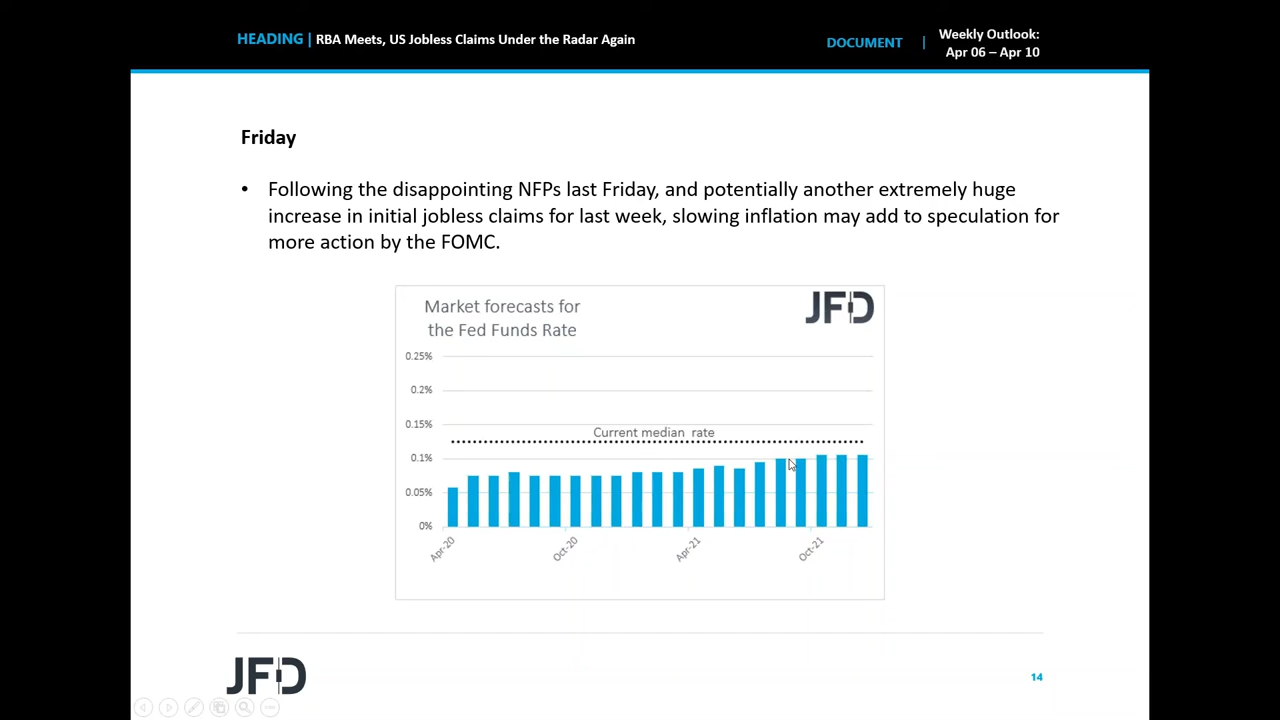 HEADING | RBA Meets, US Jobless Claims Under the Radar Again
DOCUMENT | Weekly Outlook:
Apr 06 – Apr 10
Friday
• Following the disappointing NFPs last Friday, and potentially another extremely huge
increase in initial jobless claims for last week, slowing inflation may add to speculation for
more action by the FOMC.
Market forecasts for
the Fed Funds Rate
JFD
0.25%
0.2%
0.15%
Current median rate
0.1%
0.05%
0%
Apr-20
Oct-20
Apr-21
Oct-21
JFD
14